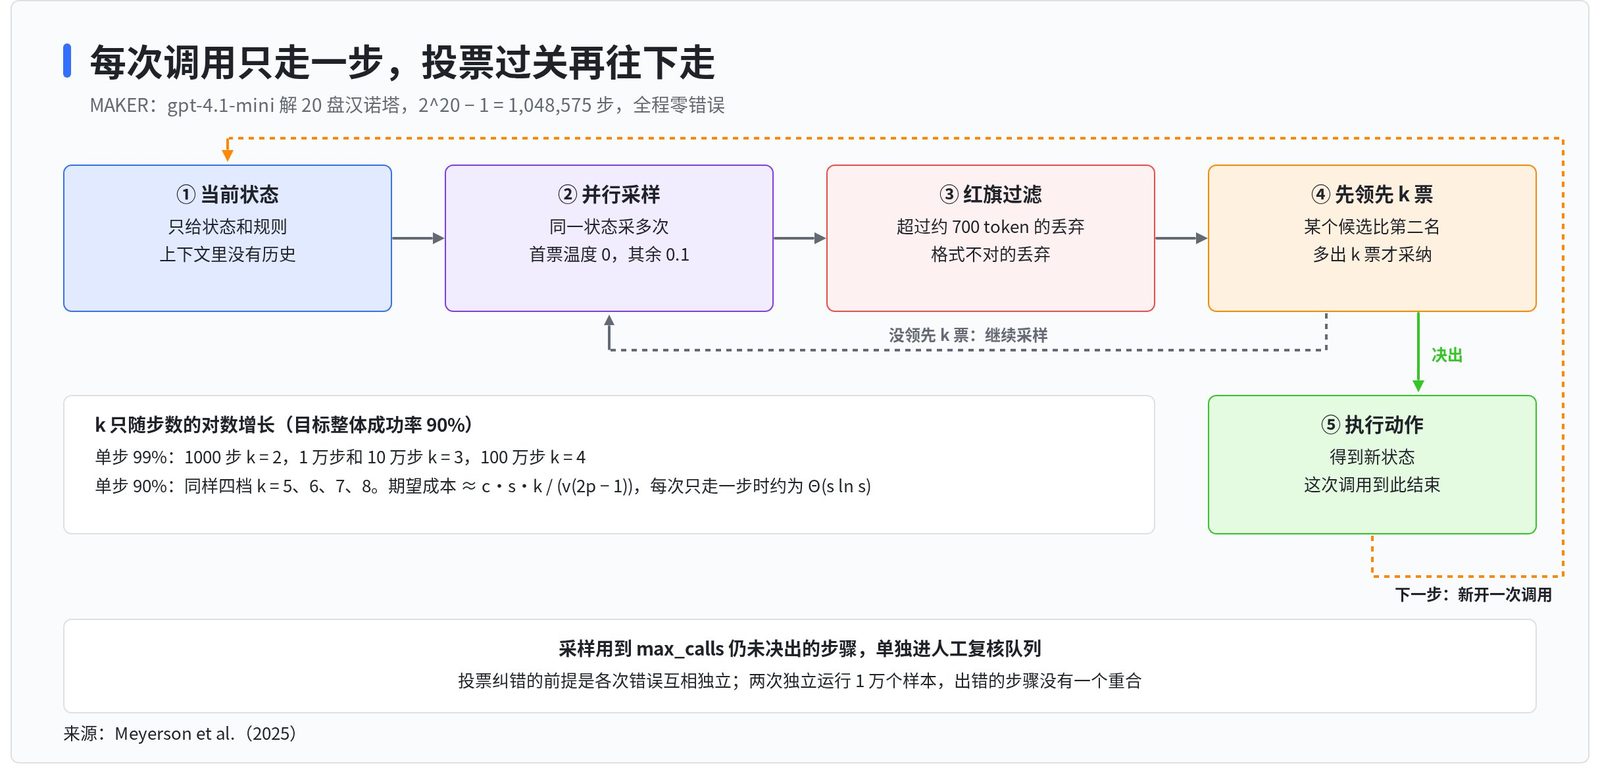 每次调用只走一步，投票过关再往下走
MAKER：gpt-4.1-mini 解 20 盘汉诺塔，2^20 − 1 = 1,048,575 步，全程零错误
① 当前状态
只给状态和规则
上下文里没有历史
② 并行采样
同一状态采多次
首票温度 0，其余 0.1
③ 红旗过滤
超过约 700 token 的丢弃
格式不对的丢弃
④ 先领先 k 票
某个候选比第二名
多出 k 票才采纳
没领先 k 票：继续采样
决出
k 只随步数的对数增长（目标整体成功率 90%）
单步 99%：1000 步 k = 2，1 万步和 10 万步 k = 3，100 万步 k = 4
单步 90%：同样四档 k = 5、6、7、8。期望成本 ≈ c · s · k / (v(2p − 1))，每次只走一步时约为 Θ(s ln s)
⑤ 执行动作
得到新状态
这次调用到此结束
下一步：新开一次调用
采样用到 max_calls 仍未决出的步骤，单独进人工复核队列
投票纠错的前提是各次错误互相独立；两次独立运行 1 万个样本，出错的步骤没有一个重合
来源：Meyerson et al.（2025）